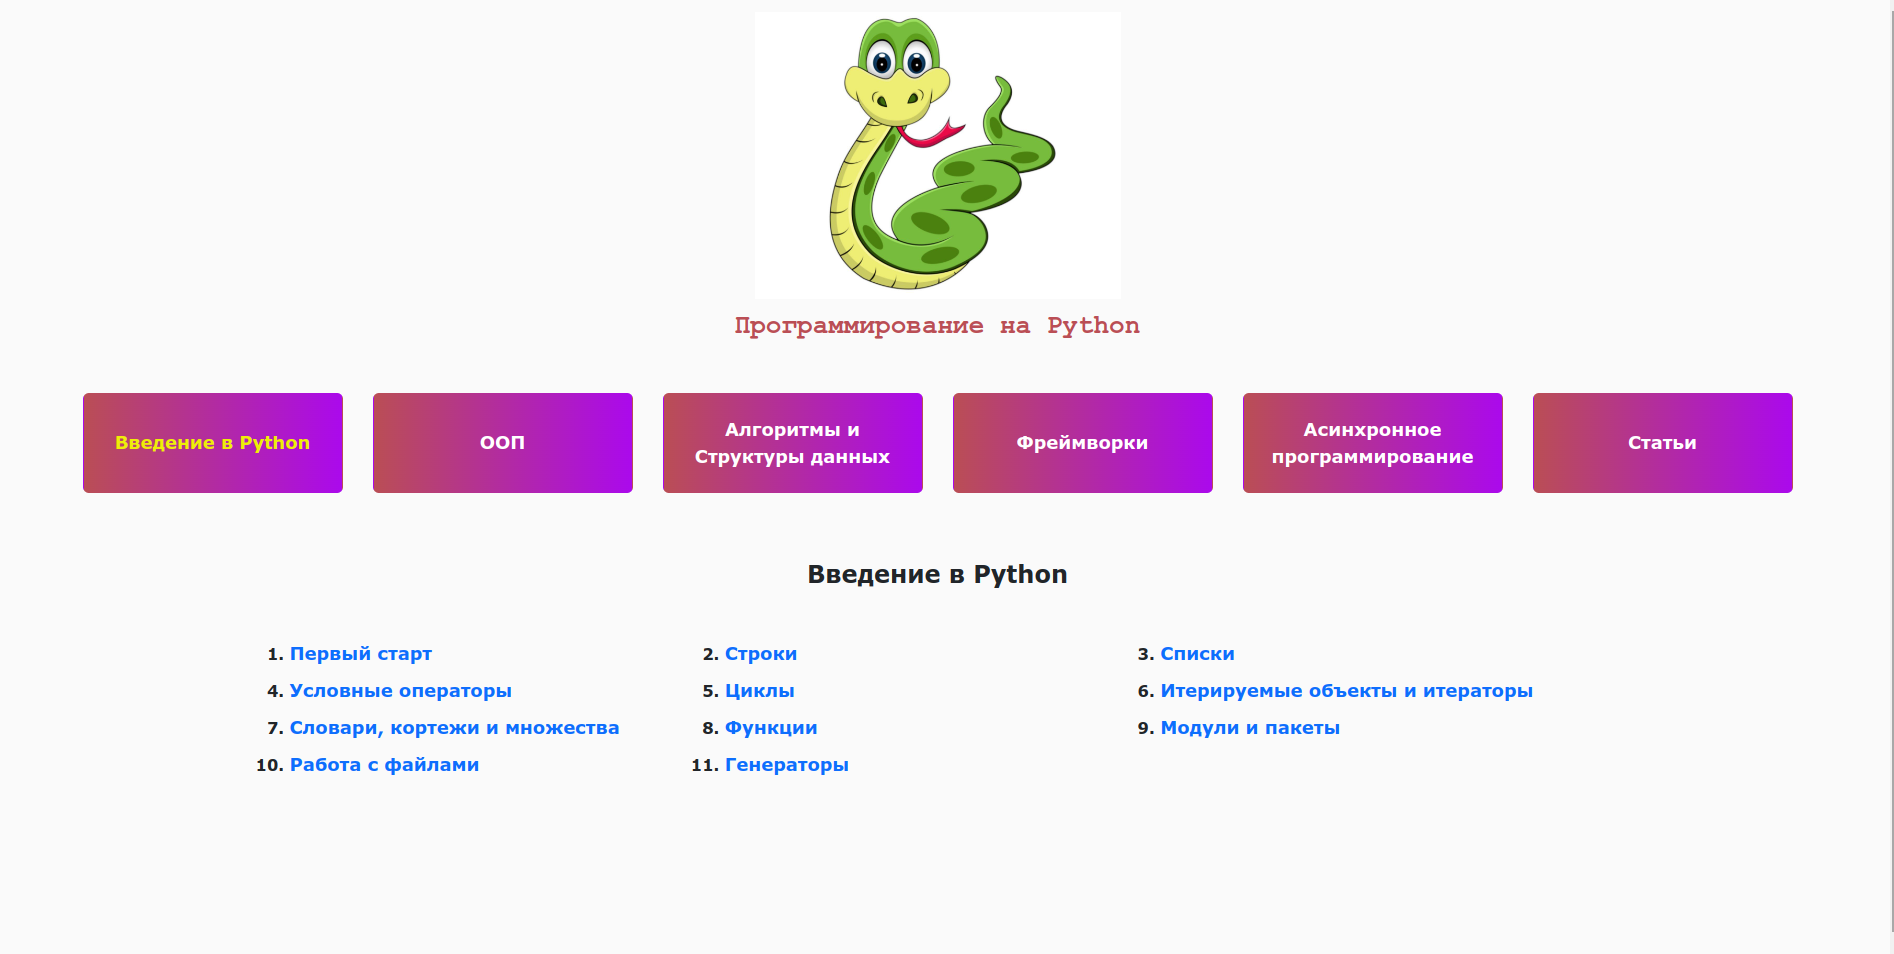 Программирование на Python
Введение в Python
ООП
Алгоритмы и
Структуры данных
Фреймворки
Асинхронное
программирование
Статьи
Введение в Python
1. Первый старт
2. Строки
3. Списки
4. Условные операторы
5. Циклы
6. Итерируемые объекты и итераторы
7. Словари, кортежи и множества
8. Функции
9. Модули и пакеты
10. Работа с файлами
11. Генераторы